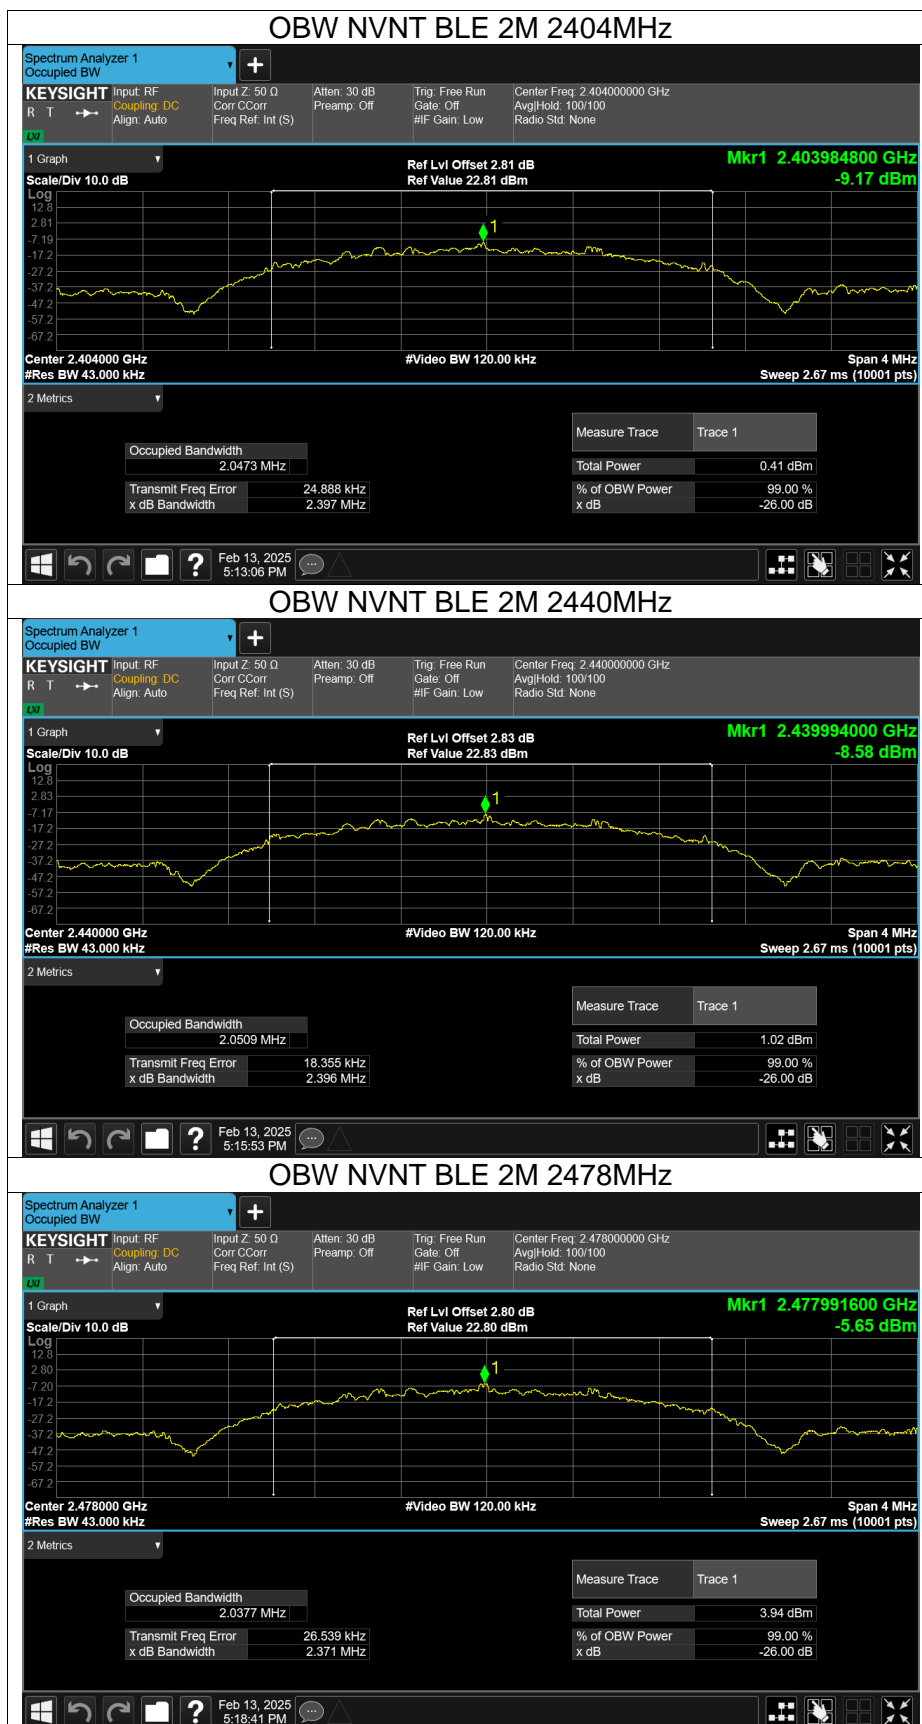 OBW NVNT BLE 2M 2404MHz
Spectrum Analyzer 1
Occupied BW
KEYSIGHT
R T
LXI
Input: RF
Coupling: DC
Align: Auto
Input Z: 50 Ω
Corr CCorr
Freq Ref: Int (S)
Atten: 30 dB
Preamp: Off
Trig: Free Run
Gate: Off
#IF Gain: Low
Center Freq: 2.404000000 GHz
Avg|Hold: 100/100
Radio Std: None
1 Graph
Scale/Div 10.0 dB
Ref Lvl Offset 2.81 dB
Ref Value 22.81 dBm
Mkr1 2.403984800 GHz
-9.17 dBm
Log
12.8
2.81
-7.19
-17.2
-27.2
-37.2
-47.2
-57.2
-67.2
1
Center 2.404000 GHz
#Res BW 43.000 kHz
#Video BW 120.00 kHz
Span 4 MHz
Sweep 2.67 ms (10001 pts)
2 Metrics
Occupied Bandwidth
2.0473 MHz
Transmit Freq Error 24.888 kHz
x dB Bandwidth 2.397 MHz
Measure Trace Trace 1
Total Power 0.41 dBm
% of OBW Power 99.00 %
x dB -26.00 dB
?
Feb 13, 2025
5:13:06 PM
OBW NVNT BLE 2M 2440MHz
Spectrum Analyzer 1
Occupied BW
KEYSIGHT
R T
LXI
Input: RF
Coupling: DC
Align: Auto
Input Z: 50 Ω
Corr CCorr
Freq Ref: Int (S)
Atten: 30 dB
Preamp: Off
Trig: Free Run
Gate: Off
#IF Gain: Low
Center Freq: 2.440000000 GHz
Avg|Hold: 100/100
Radio Std: None
1 Graph
Scale/Div 10.0 dB
Ref Lvl Offset 2.83 dB
Ref Value 22.83 dBm
Mkr1 2.439994000 GHz
-8.58 dBm
Log
12.8
2.83
-7.17
-17.2
-27.2
-37.2
-47.2
-57.2
-67.2
1
Center 2.440000 GHz
#Res BW 43.000 kHz
#Video BW 120.00 kHz
Span 4 MHz
Sweep 2.67 ms (10001 pts)
2 Metrics
Occupied Bandwidth
2.0509 MHz
Transmit Freq Error 18.355 kHz
x dB Bandwidth 2.396 MHz
Measure Trace Trace 1
Total Power 1.02 dBm
% of OBW Power 99.00 %
x dB -26.00 dB
?
Feb 13, 2025
5:15:53 PM
OBW NVNT BLE 2M 2478MHz
Spectrum Analyzer 1
Occupied BW
KEYSIGHT
R T
LXI
Input: RF
Coupling: DC
Align: Auto
Input Z: 50 Ω
Corr CCorr
Freq Ref: Int (S)
Atten: 30 dB
Preamp: Off
Trig: Free Run
Gate: Off
#IF Gain: Low
Center Freq: 2.478000000 GHz
Avg|Hold: 100/100
Radio Std: None
1 Graph
Scale/Div 10.0 dB
Ref Lvl Offset 2.80 dB
Ref Value 22.80 dBm
Mkr1 2.477991600 GHz
-5.65 dBm
Log
12.8
2.80
-7.20
-17.2
-27.2
-37.2
-47.2
-57.2
-67.2
1
Center 2.478000 GHz
#Res BW 43.000 kHz
#Video BW 120.00 kHz
Span 4 MHz
Sweep 2.67 ms (10001 pts)
2 Metrics
Occupied Bandwidth
2.0377 MHz
Transmit Freq Error 26.539 kHz
x dB Bandwidth 2.371 MHz
Measure Trace Trace 1
Total Power 3.94 dBm
% of OBW Power 99.00 %
x dB -26.00 dB
?
Feb 13, 2025
5:18:41 PM